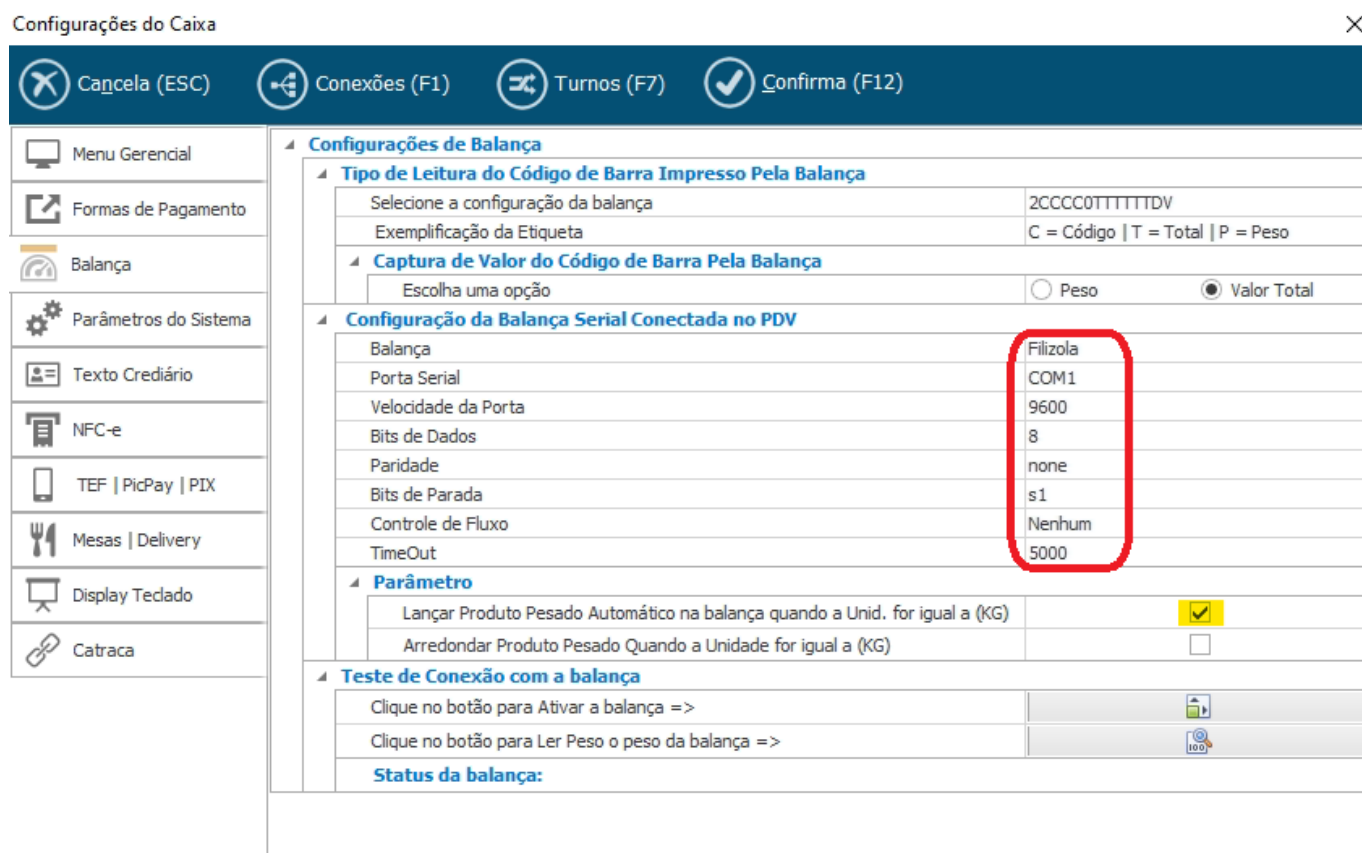 Configurações do Caixa
Cancela (ESC) Conexões (F1) Turnos (F7) Confirma (F12)
Menu Gerencial
Formas de Pagamento
Balança
Parâmetros do Sistema
Texto Crediário
NFC-e
TEF | PicPay | PIX
Mesas | Delivery
Display Teclado
Catraca
Configurações de Balança
Tipo de Leitura do Código de Barra Impresso Pela Balança
Selecione a configuração da balança 2CCCC0TTTTTTDV
Exemplificação da Etiqueta C = Código | T = Total | P = Peso
Captura de Valor do Código de Barra Pela Balança
Escolha uma opção Peso Valor Total
Configuração da Balança Serial Conectada no PDV
Balança Filizola
Porta Serial COM1
Velocidade da Porta 9600
Bits de Dados 8
Paridade none
Bits de Parada s1
Controle de Fluxo Nenhum
TimeOut 5000
Parâmetro
Lançar Produto Pesado Automático na balança quando a Unid. for igual a (KG)
Arredondar Produto Pesado Quando a Unidade for igual a (KG)
Teste de Conexão com a balança
Clique no botão para Ativar a balança =>
Clique no botão para Ler Peso o peso da balança => 100
Status da balança: